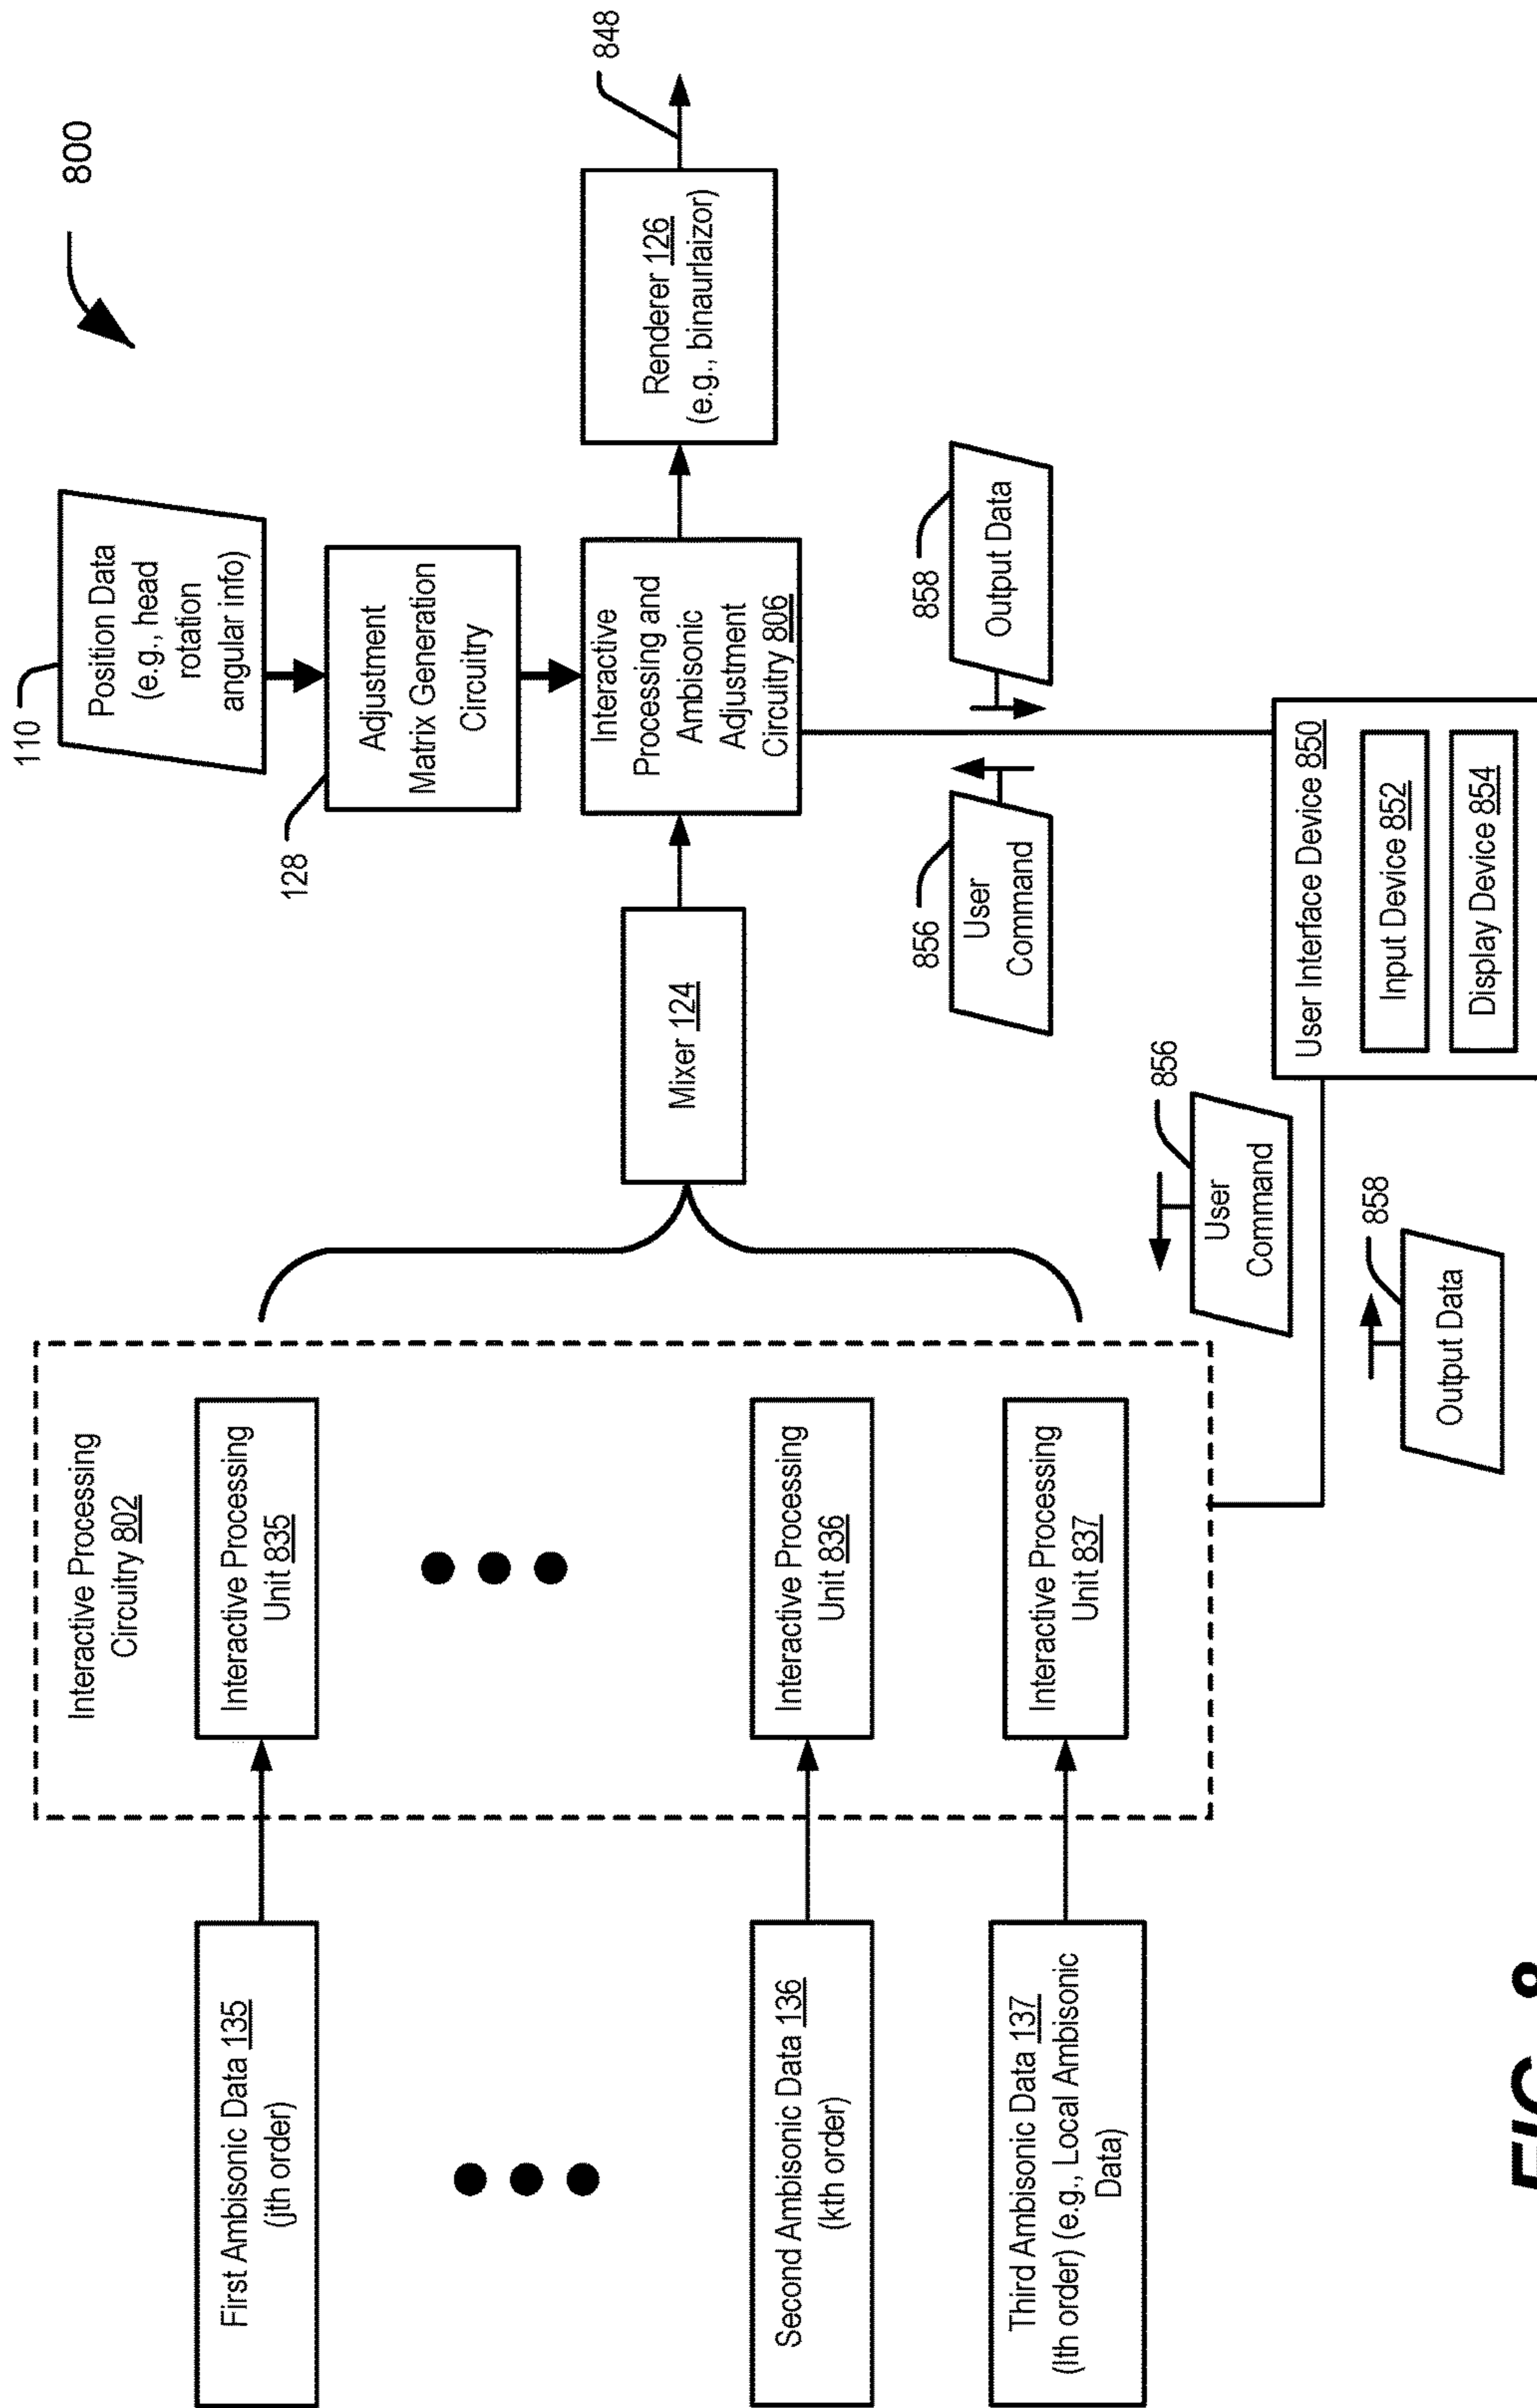 800
110
Position Data
(e.g., head
rotation
angular info)
128
Adjustment
Matrix Generation
Circuitry
Interactive Processing
Circuitry 802
First Ambisonic Data 135
(jth order)
Interactive Processing
Unit 835
Second Ambisonic Data 136
(kth order)
Interactive Processing
Unit 836
Third Ambisonic Data 137
(lth order) (e.g., Local Ambisonic
Data)
Interactive Processing
Unit 837
Mixer 124
Interactive
Processing and
Ambisonic
Adjustment
Circuitry 806
Renderer 126
(e.g., binaurlaizor)
848
856
User
Command
858
Output Data
856
User
Command
858
Output Data
User Interface Device 850
Input Device 852
Display Device 854
FIG. 8